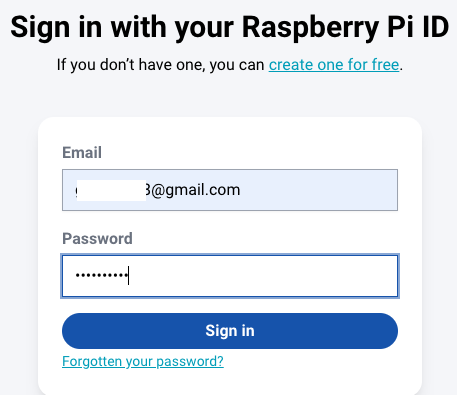 Sign in with your Raspberry Pi ID
If you don't have one, you can create one for free.
Email
3@gmail.com
Password
••••••••••
Sign in
Forgotten your password?